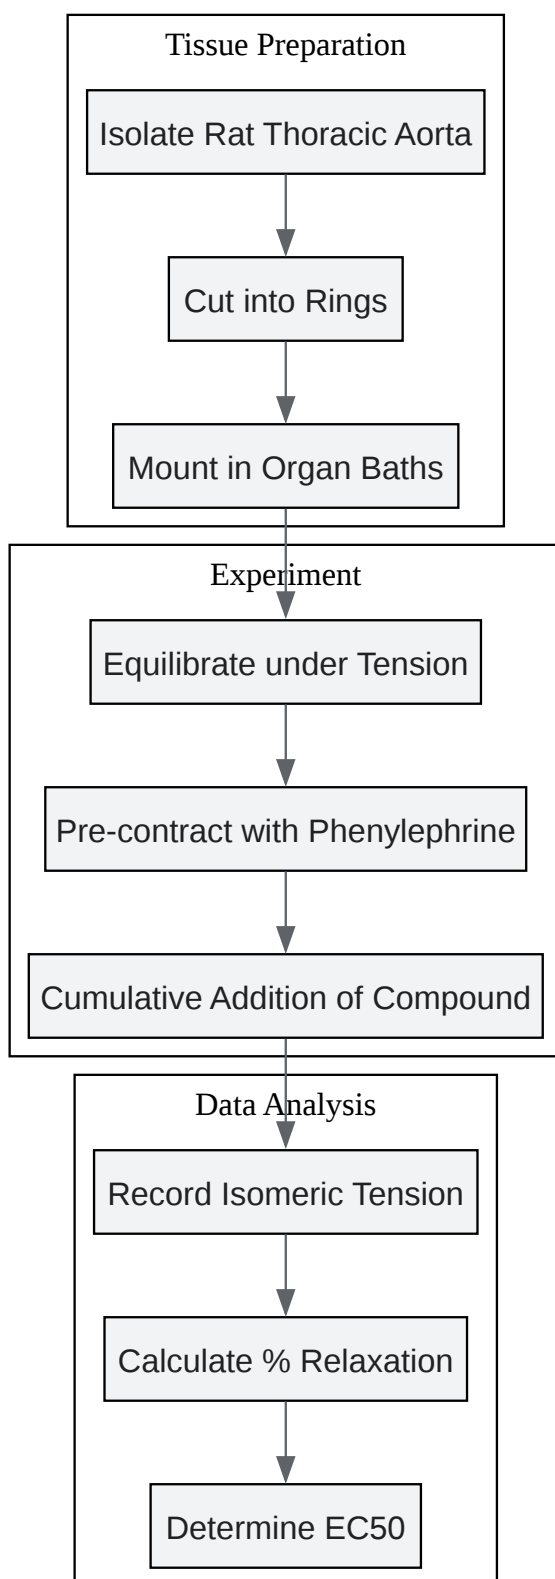 Tissue Preparation
Isolate Rat Thoracic Aorta
Cut into Rings
Mount in Organ Baths
Experiment
Equilibrate under Tension
Pre-contract with Phenylephrine
Cumulative Addition of Compound
Data Analysis
Record Isomeric Tension
Calculate % Relaxation
Determine EC50